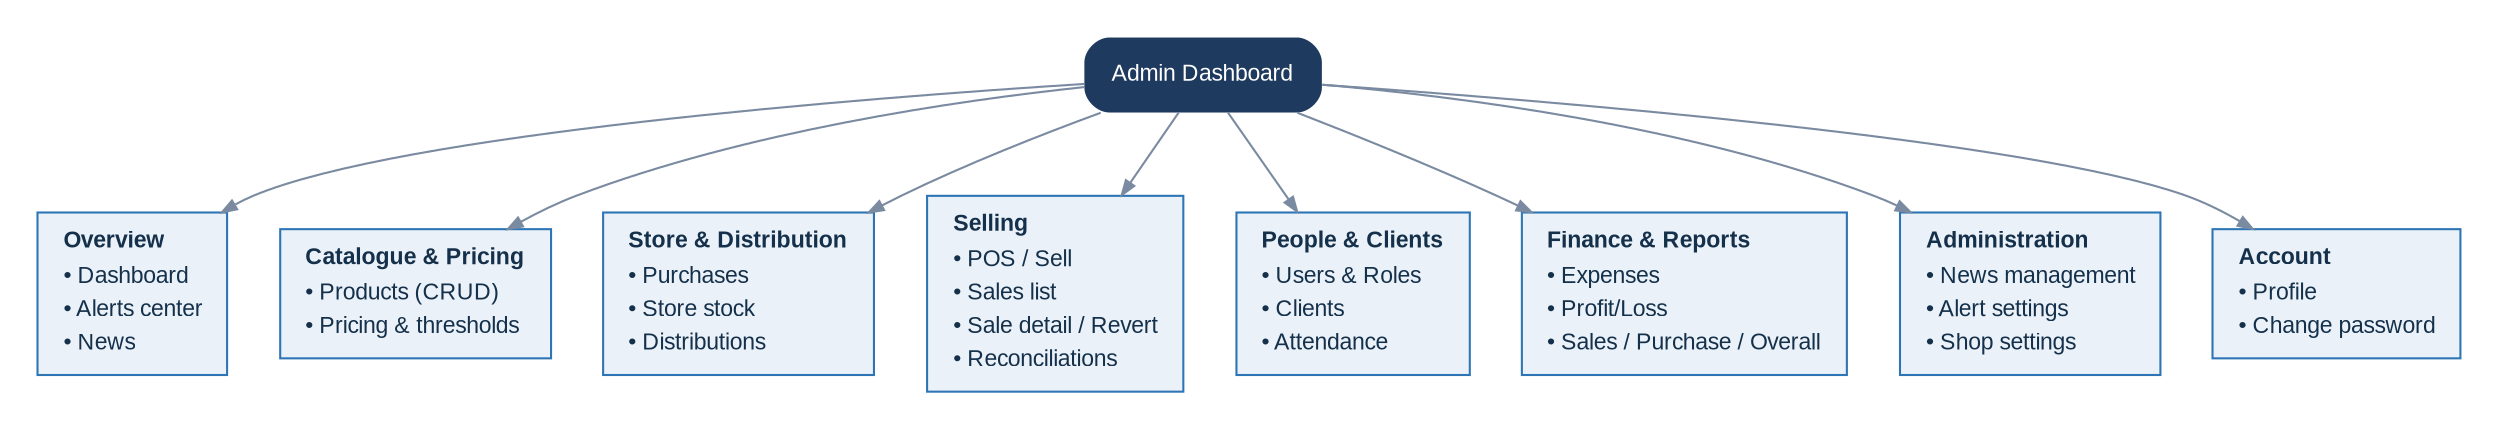 Admin Dashboard
Overview
• Dashboard
• Alerts center
• News
Catalogue & Pricing
• Products (CRUD)
• Pricing & thresholds
Store & Distribution
• Purchases
• Store stock
• Distributions
Selling
• POS / Sell
• Sales list
• Sale detail / Revert
• Reconciliations
People & Clients
• Users & Roles
• Clients
• Attendance
Finance & Reports
• Expenses
• Profit/Loss
• Sales / Purchase / Overall
Administration
• News management
• Alert settings
• Shop settings
Account
• Profile
• Change password